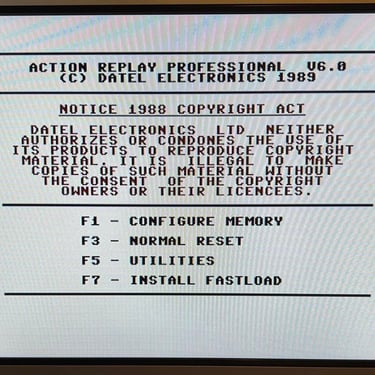 ACTION REPLAY PROFESSIONAL V6.0
(C) DATEL ELECTRONICS 1989
NOTICE 1988 COPYRIGHT ACT
DATEL ELECTRONICS LTD NEITHER
AUTHORIZES OR CONDONES THE USE OF
ITS PRODUCTS TO REPRODUCE COPYRIGHT
MATERIAL. IT IS ILLEGAL TO MAKE
COPIES OF SUCH MATERIAL WITHOUT
THE CONSENT OF THE COPYRIGHT
OWNERS OR THEIR LICENCEES.
F1 - CONFIGURE MEMORY
F3 - NORMAL RESET
F5 - UTILITIES
F7 - INSTALL FASTLOAD